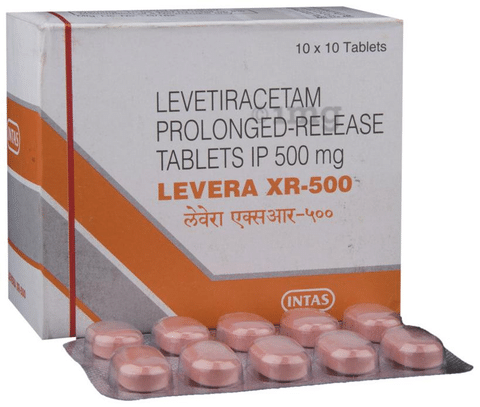 10 x 10 Tablets
LEVETIRACETAM
PROLONGED-RELEASE
TABLETS IP 500 mg
LEVERA XR-500
लेवेरा एक्सआर-५००
INTAS
INTAS